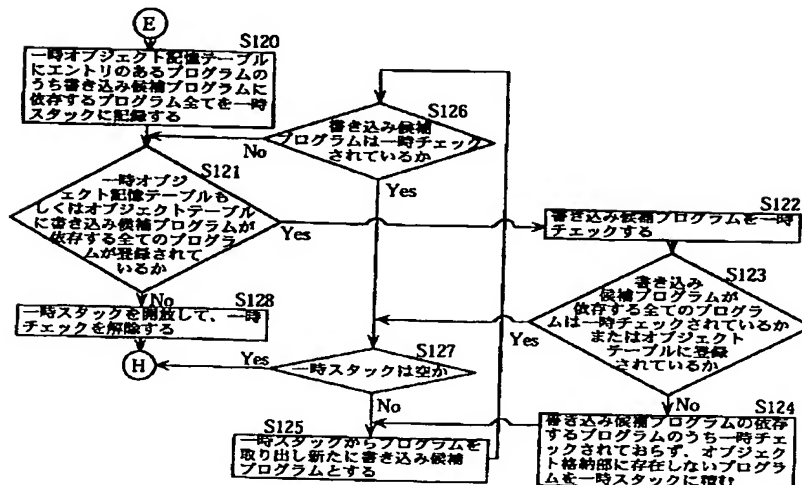 E
S120
一時オブジェクト記憶テーブル
にエントリのあるプログラムの
うち書き込み候補プログラムに
依存するプログラム全てを一時
スタックに記録する
S126
書き込み候補
プログラムは一時チェック
されているか
No
Yes
S121
一時オブジ
ェクト記憶テーブルも
しくはオブジェクトテーブル
に書き込み候補プログラムが
依存する全てのプログラ
ムが登録されて
いるか
Yes
No
S122
書き込み候補プログラムを一時
チェックする
S123
書き込み
候補プログラムが
依存する全てのプログラ
ムは一時チェックされているか
またはオブジェクト
テーブルに登録
されているか
Yes
No
S128
一時スタックを開放して、一時
チェックを解除する
H
S127
一時スタックは空か
Yes
No
S124
書き込み候補プログラムの依存
するプログラムのうち一時チェ
ックされておらず、オブジェク
ト格納部に存在しないプログラ
ムを一時スタックに積む
S125
一時スタックからプログラムを
取り出し新たに書き込み候補
プログラムとする